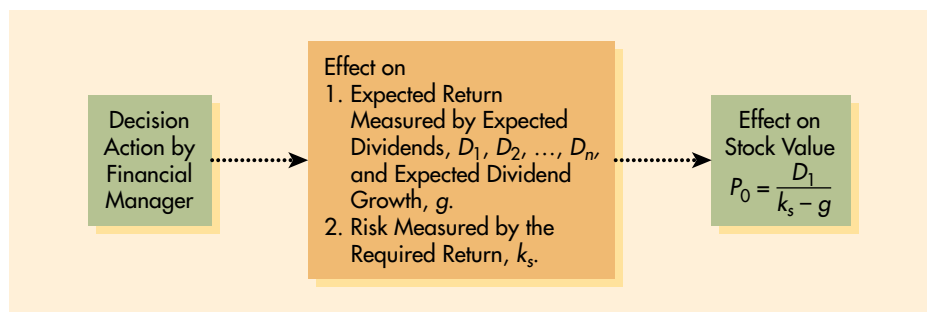 Decision
Action by
Financial
Manager
Effect on
1. Expected Return
Measured by Expected
Dividends, D₁, D₂, …, Dₙ,
and Expected Dividend
Growth, g.
2. Risk Measured by the
Required Return, kₛ.
Effect on
Stock Value
P₀ = D₁ / (kₛ – g)